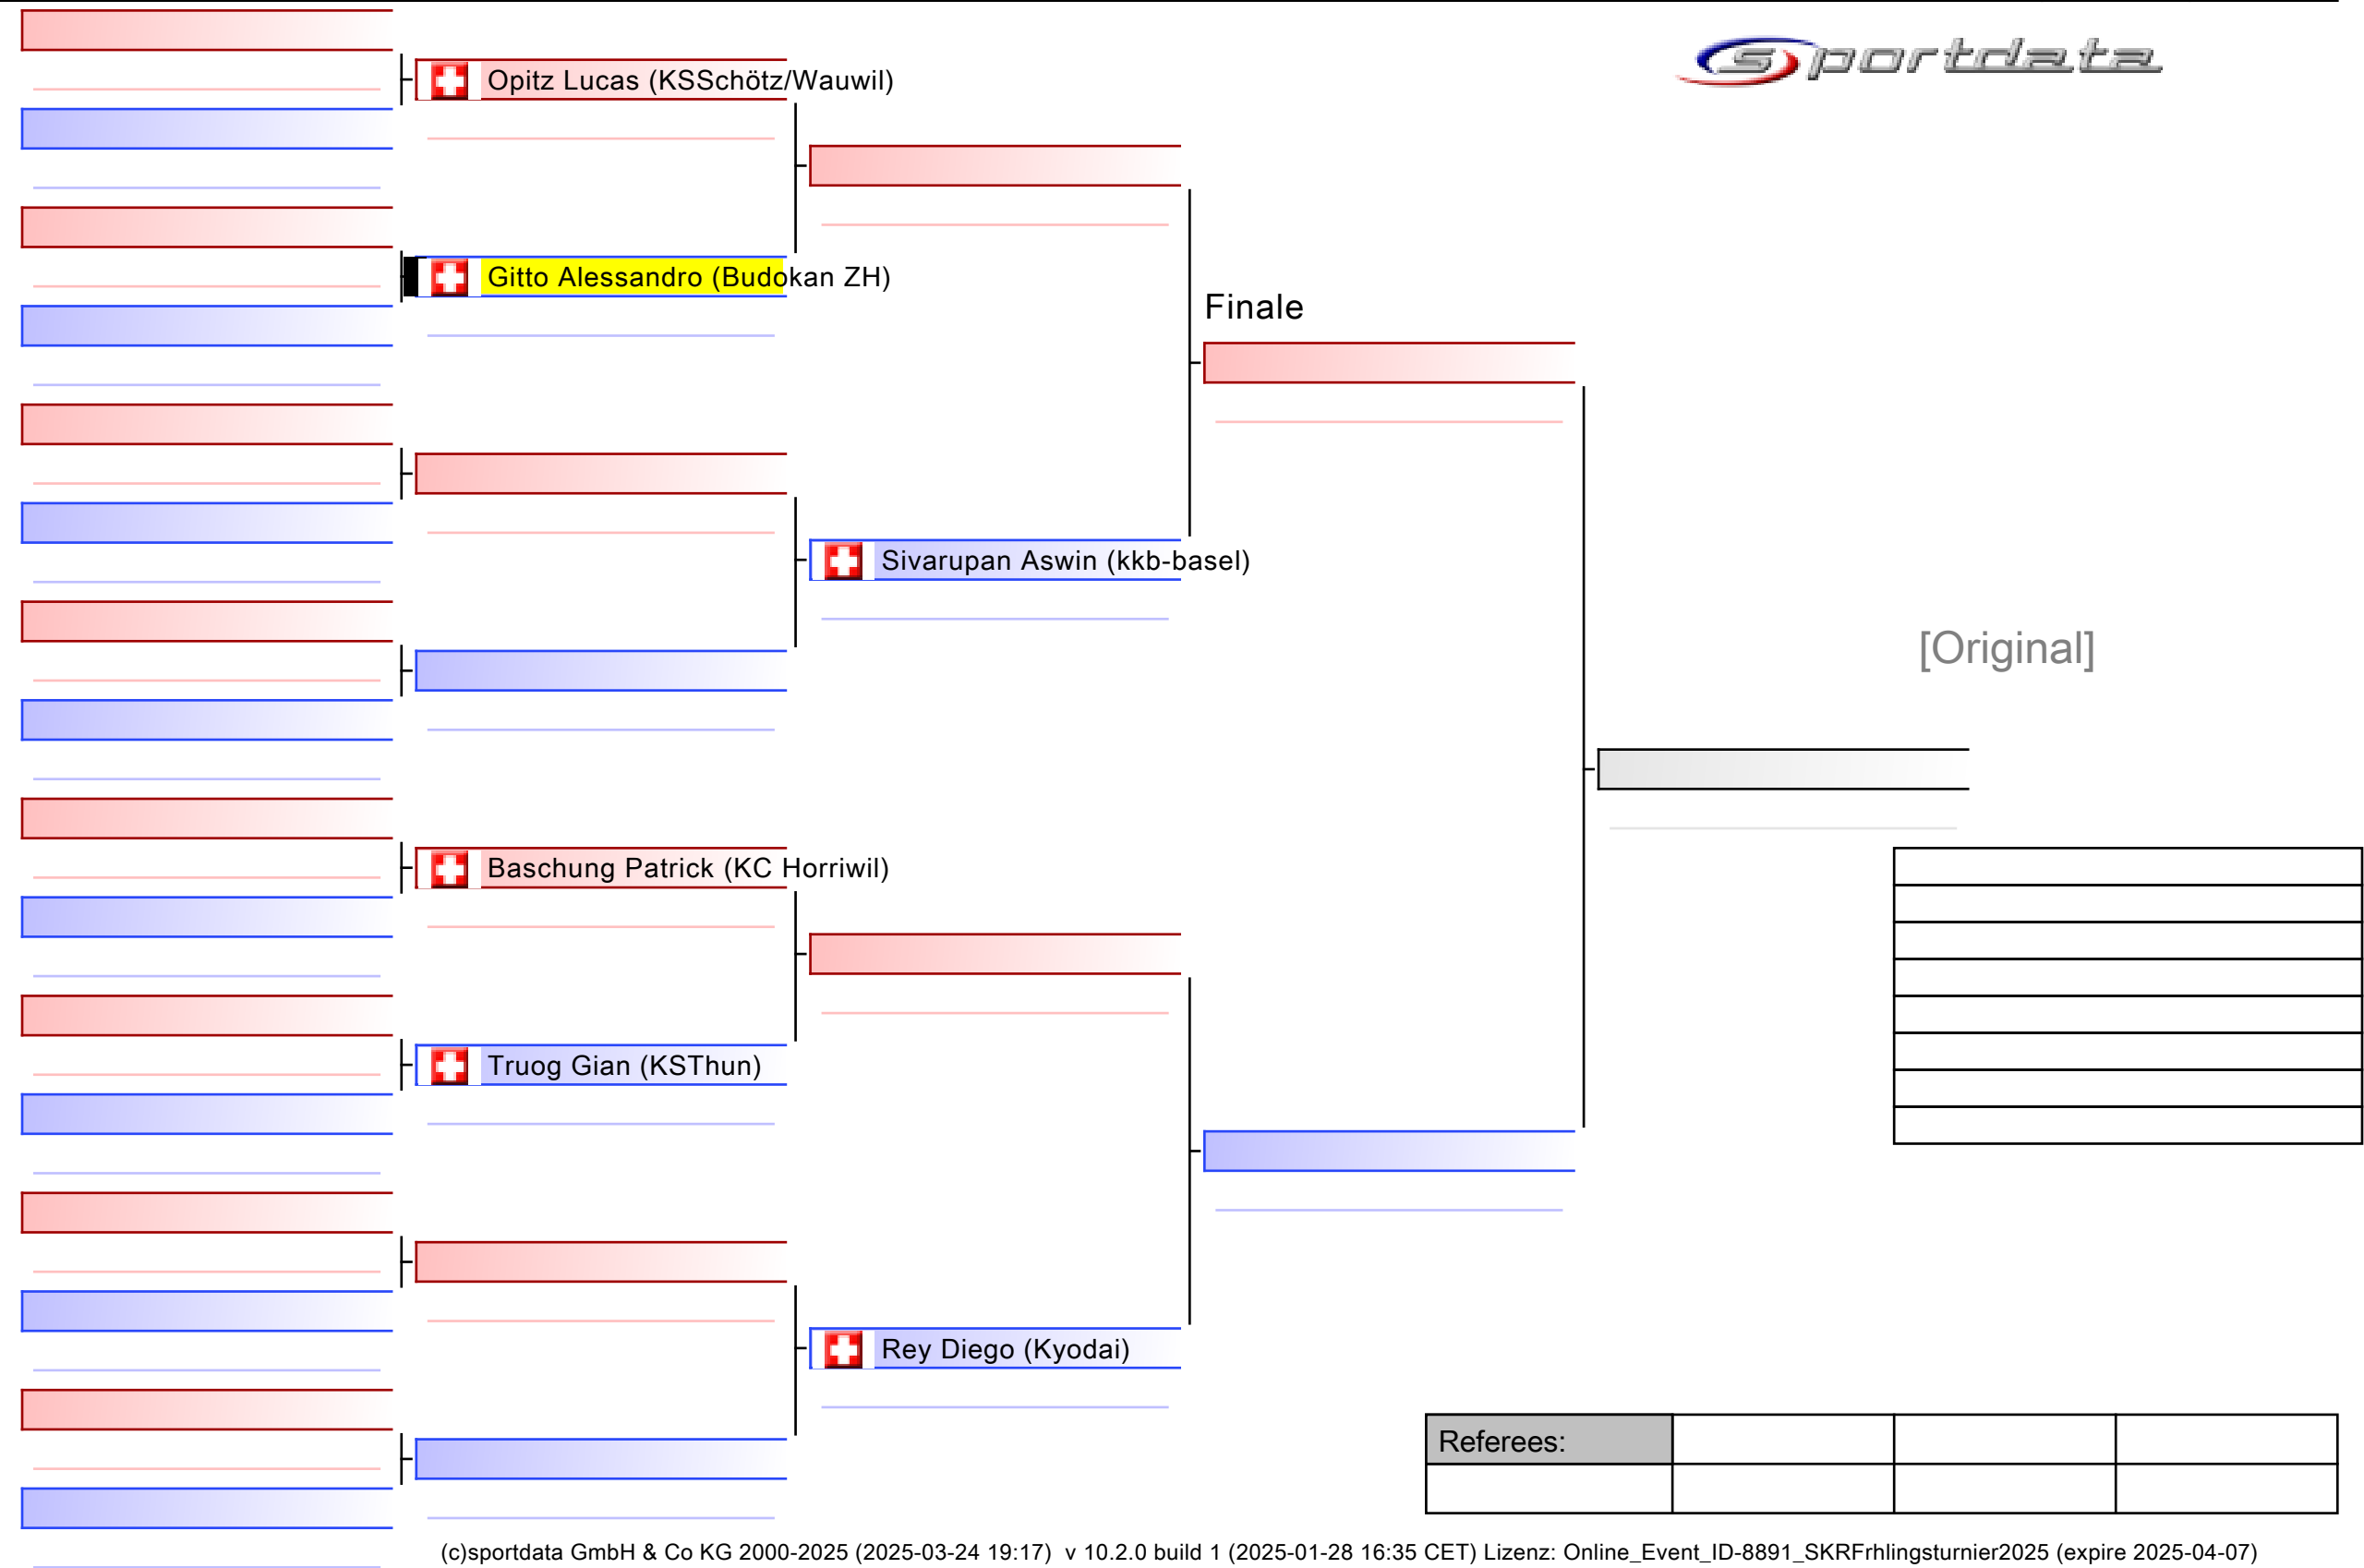 sportdata
Opitz Lucas (KSSchötz/Wauwil)
Gitto Alessandro (Budokan ZH)
Finale
Sivarupan Aswin (kkb-basel)
[Original]
Baschung Patrick (KC Horriwil)
Truog Gian (KSThun)
Rey Diego (Kyodai)
Referees:
(c)sportdata GmbH & Co KG 2000-2025 (2025-03-24 19:17) v 10.2.0 build 1 (2025-01-28 16:35 CET) Lizenz: Online_Event_ID-8891_SKRFrhlingsturnier2025 (expire 2025-04-07)